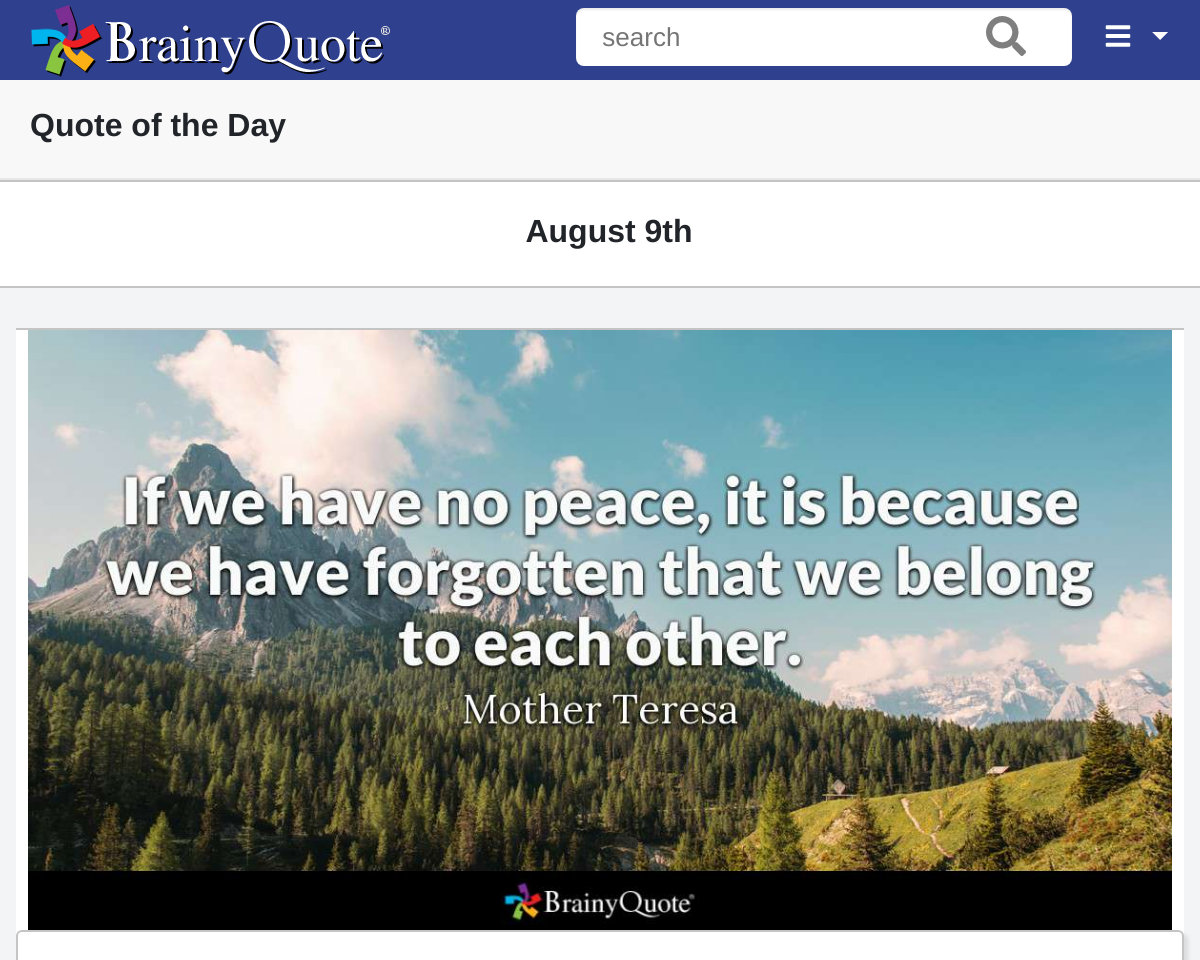 BrainyQuote®
search
Quote of the Day
August 9th
If we have no peace, it is because
we have forgotten that we belong
to each other.
Mother Teresa
BrainyQuote®